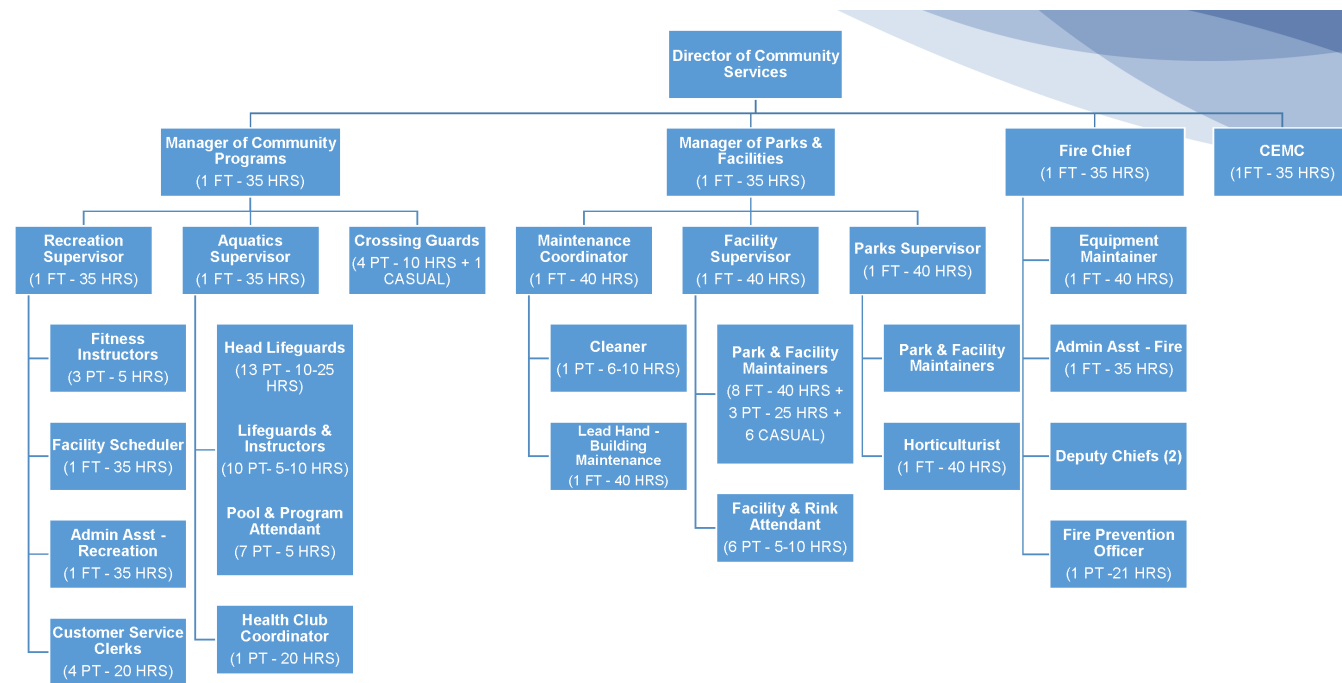 Director of Community
Services
Manager of Community
Programs
(1 FT - 35 HRS)
Manager of Parks &
Facilities
(1 FT - 35 HRS)
Fire Chief
(1 FT - 35 HRS)
CEMC
(1FT - 35 HRS)
Recreation
Supervisor
(1 FT - 35 HRS)
Aquatics
Supervisor
(1 FT - 35 HRS)
Crossing Guards
(4 PT - 10 HRS + 1
CASUAL)
Maintenance
Coordinator
(1 FT - 40 HRS)
Facility
Supervisor
(1 FT - 40 HRS)
Parks Supervisor
(1 FT - 40 HRS)
Equipment
Maintainer
(1 FT - 40 HRS)
Fitness
Instructors
(3 PT - 5 HRS)
Facility Scheduler
(1 FT - 35 HRS)
Admin Asst -
Recreation
(1 FT - 35 HRS)
Customer Service
Clerks
(4 PT - 20 HRS)
Head Lifeguards
(13 PT - 10-25
HRS)
Lifeguards &
Instructors
(10 PT- 5-10 HRS)
Pool & Program
Attendant
(7 PT - 5 HRS)
Health Club
Coordinator
(1 PT - 20 HRS)
Cleaner
(1 PT - 6-10 HRS)
Lead Hand -
Building
Maintenance
(1 FT - 40 HRS)
Park & Facility
Maintainers
(8 FT - 40 HRS +
3 PT - 25 HRS +
6 CASUAL)
Facility & Rink
Attendant
(6 PT - 5-10 HRS)
Park & Facility
Maintainers
Horticulturist
(1 FT - 40 HRS)
Admin Asst - Fire
(1 FT - 35 HRS)
Deputy Chiefs (2)
Fire Prevention
Officer
(1 PT -21 HRS)